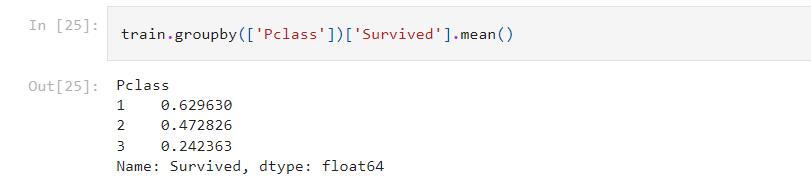 In [25]: train.groupby(['Pclass'])['Survived'].mean()
Out[25]: Pclass
1    0.629630
2    0.472826
3    0.242363
Name: Survived, dtype: float64